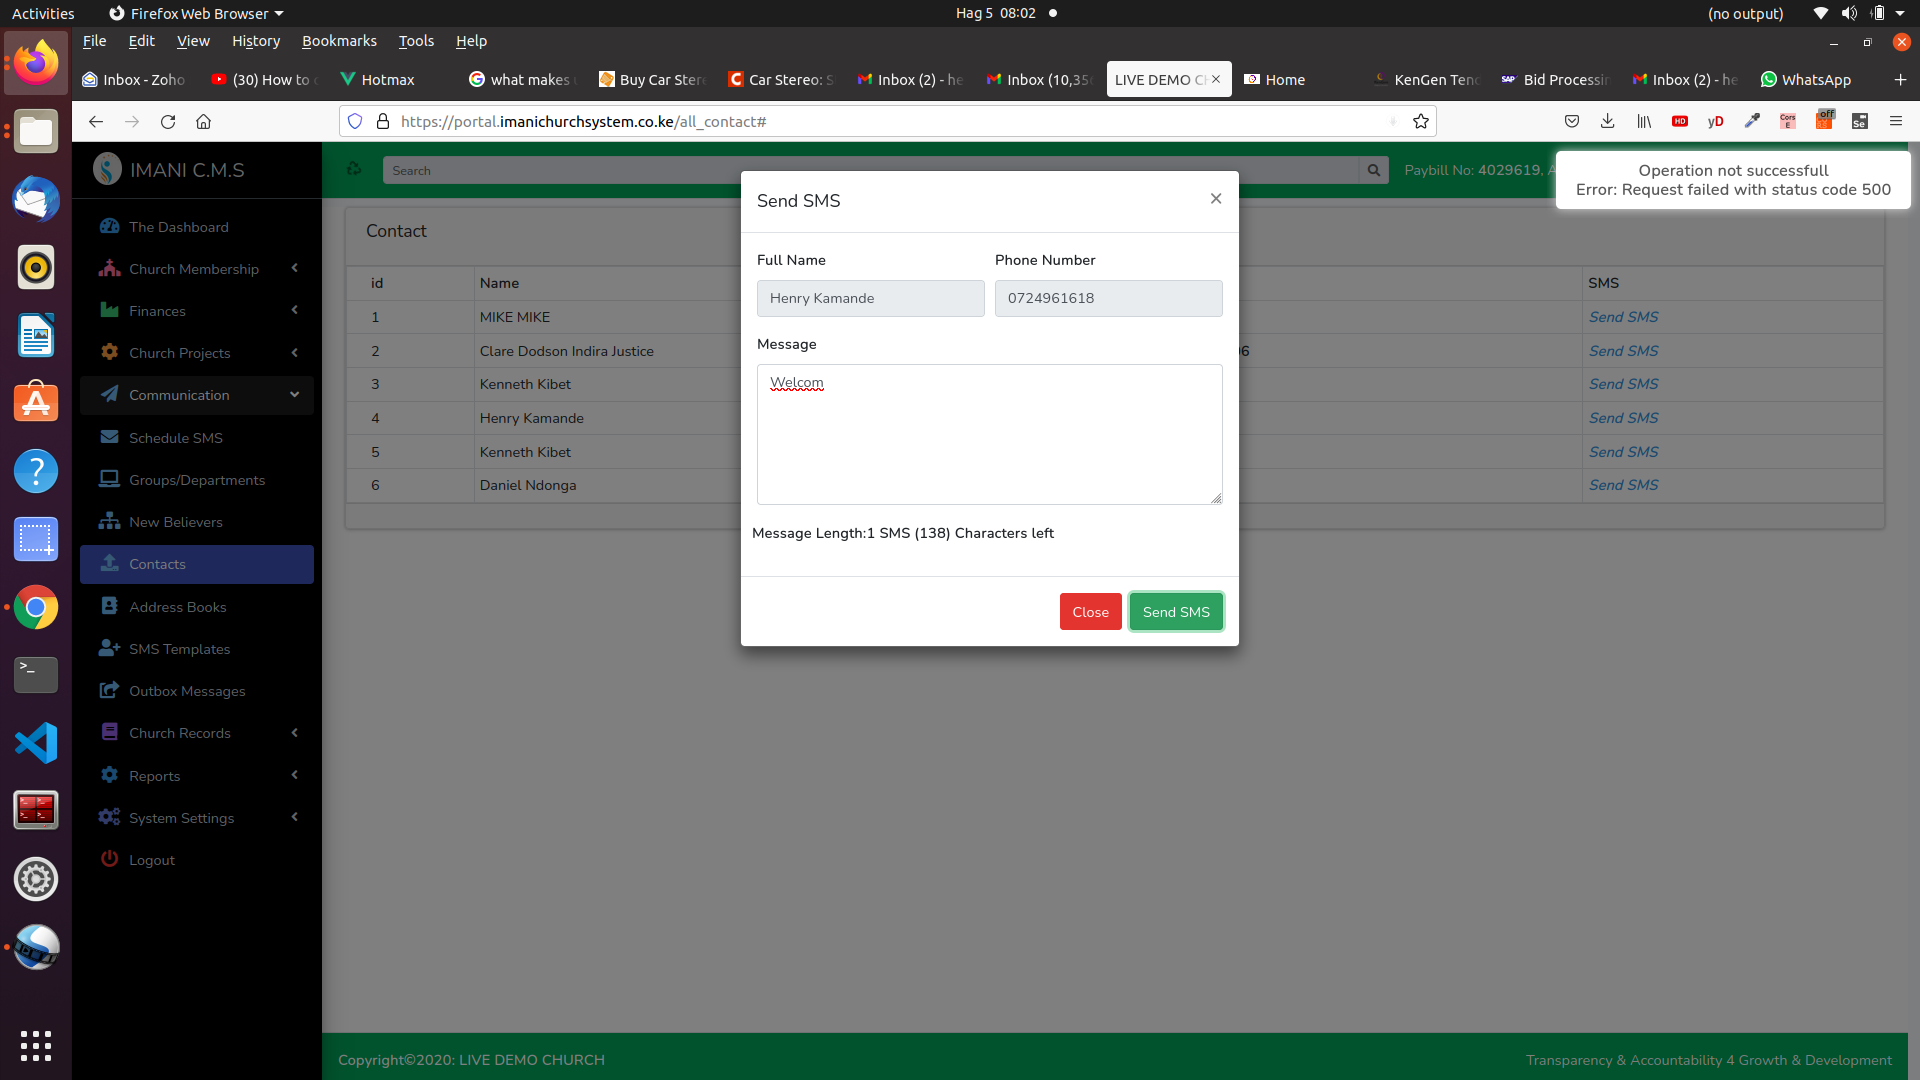 Activities
Firefox Web Browser
Hag 5 08:02
(no output)
File Edit View History Bookmarks Tools Help
Inbox - Zoho
(30) How to
Hotmax
what makes
Buy Car Ster
Car Stereo: S
Inbox (2) - he
Inbox (10,35
LIVE DEMO C
Home
KenGen Ten
Bid Processin
Inbox (2) - he
WhatsApp
https://portal.imanichurchsystem.co.ke/all_contact#
HD
yD
Cors
E
off
Se
IMANI C.M.S
Search
Paybill No: 4029619, A
Operation not successfull
Error: Request failed with status code 500
The Dashboard
Church Membership
Finances
Church Projects
Communication
Schedule SMS
Groups/Departments
New Believers
Contacts
Address Books
SMS Templates
Outbox Messages
Church Records
Reports
System Settings
Logout
Contact
id Name SMS
1 MIKE MIKE Send SMS
2 Clare Dodson Indira Justice 06 Send SMS
3 Kenneth Kibet Send SMS
4 Henry Kamande Send SMS
5 Kenneth Kibet Send SMS
6 Daniel Ndonga Send SMS
Send SMS
Full Name Phone Number
Henry Kamande 0724961618
Message
Welcom
Message Length:1 SMS (138) Characters left
Close Send SMS
Copyright©2020: LIVE DEMO CHURCH
Transparency & Accountability 4 Growth & Development